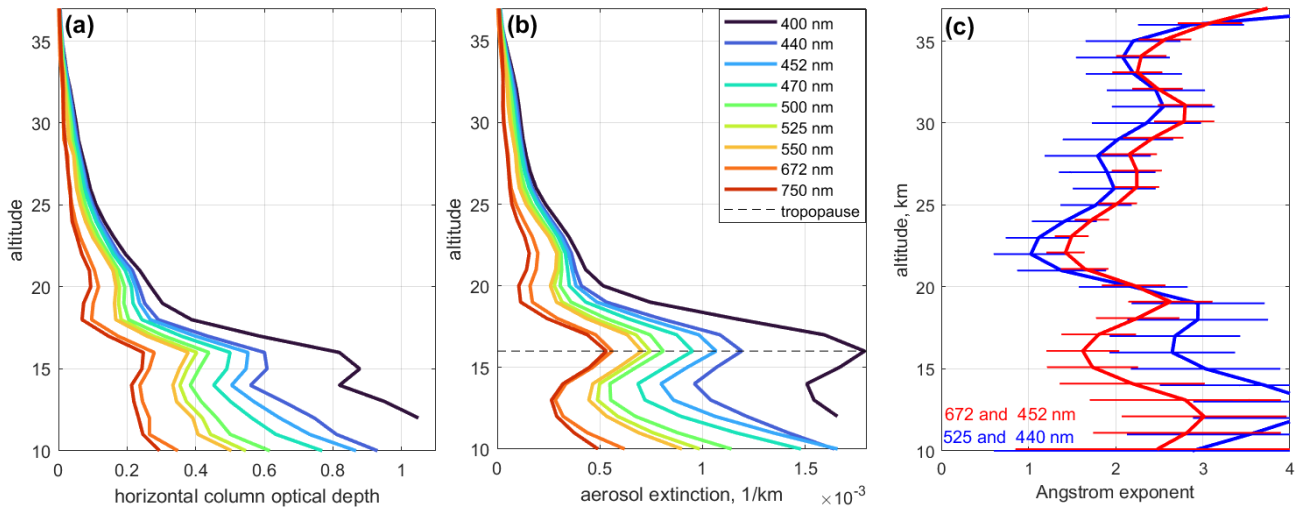 (a)
35
30
25
20
15
10
0
0.2
0.4
0.6
0.8
1
altitude
horizontal column optical depth
(b)
35
30
25
20
15
10
0
0.5
1
1.5
×10⁻³
altitude
aerosol extinction, 1/km
400 nm
440 nm
452 nm
470 nm
500 nm
525 nm
550 nm
672 nm
750 nm
tropopause
(c)
35
30
25
20
15
10
0
1
2
3
4
altitude, km
Angstrom exponent
672 and 452 nm
525 and 440 nm